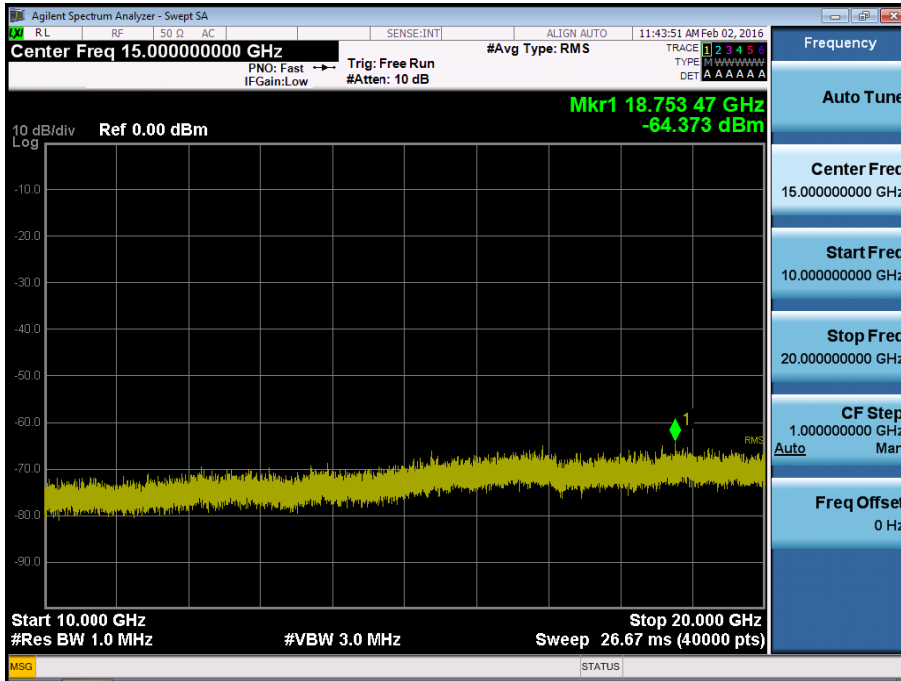 Agilent Spectrum Analyzer - Swept SA
LXI RL RF 50 Ω AC SENSE:INT ALIGN AUTO 11:43:51 AM Feb 02, 2016
Center Freq 15.000000000 GHz
PNO: Fast
IFGain:Low
Trig: Free Run
#Atten: 10 dB
#Avg Type: RMS
TRACE 1 2 3 4 5 6
TYPE M WWWWW
DET A A A A A A
Mkr1 18.753 47 GHz
-64.373 dBm
10 dB/div Ref 0.00 dBm
Log
-10.0
-20.0
-30.0
-40.0
-50.0
-60.0
-70.0
-80.0
-90.0
1
RMS
Start 10.000 GHz
Stop 20.000 GHz
#Res BW 1.0 MHz
#VBW 3.0 MHz
Sweep 26.67 ms (40000 pts)
MSG
STATUS
Frequency
Auto Tune
Center Freq
15.000000000 GHz
Start Freq
10.000000000 GHz
Stop Freq
20.000000000 GHz
CF Step
1.000000000 GHz
Auto Man
Freq Offset
0 Hz